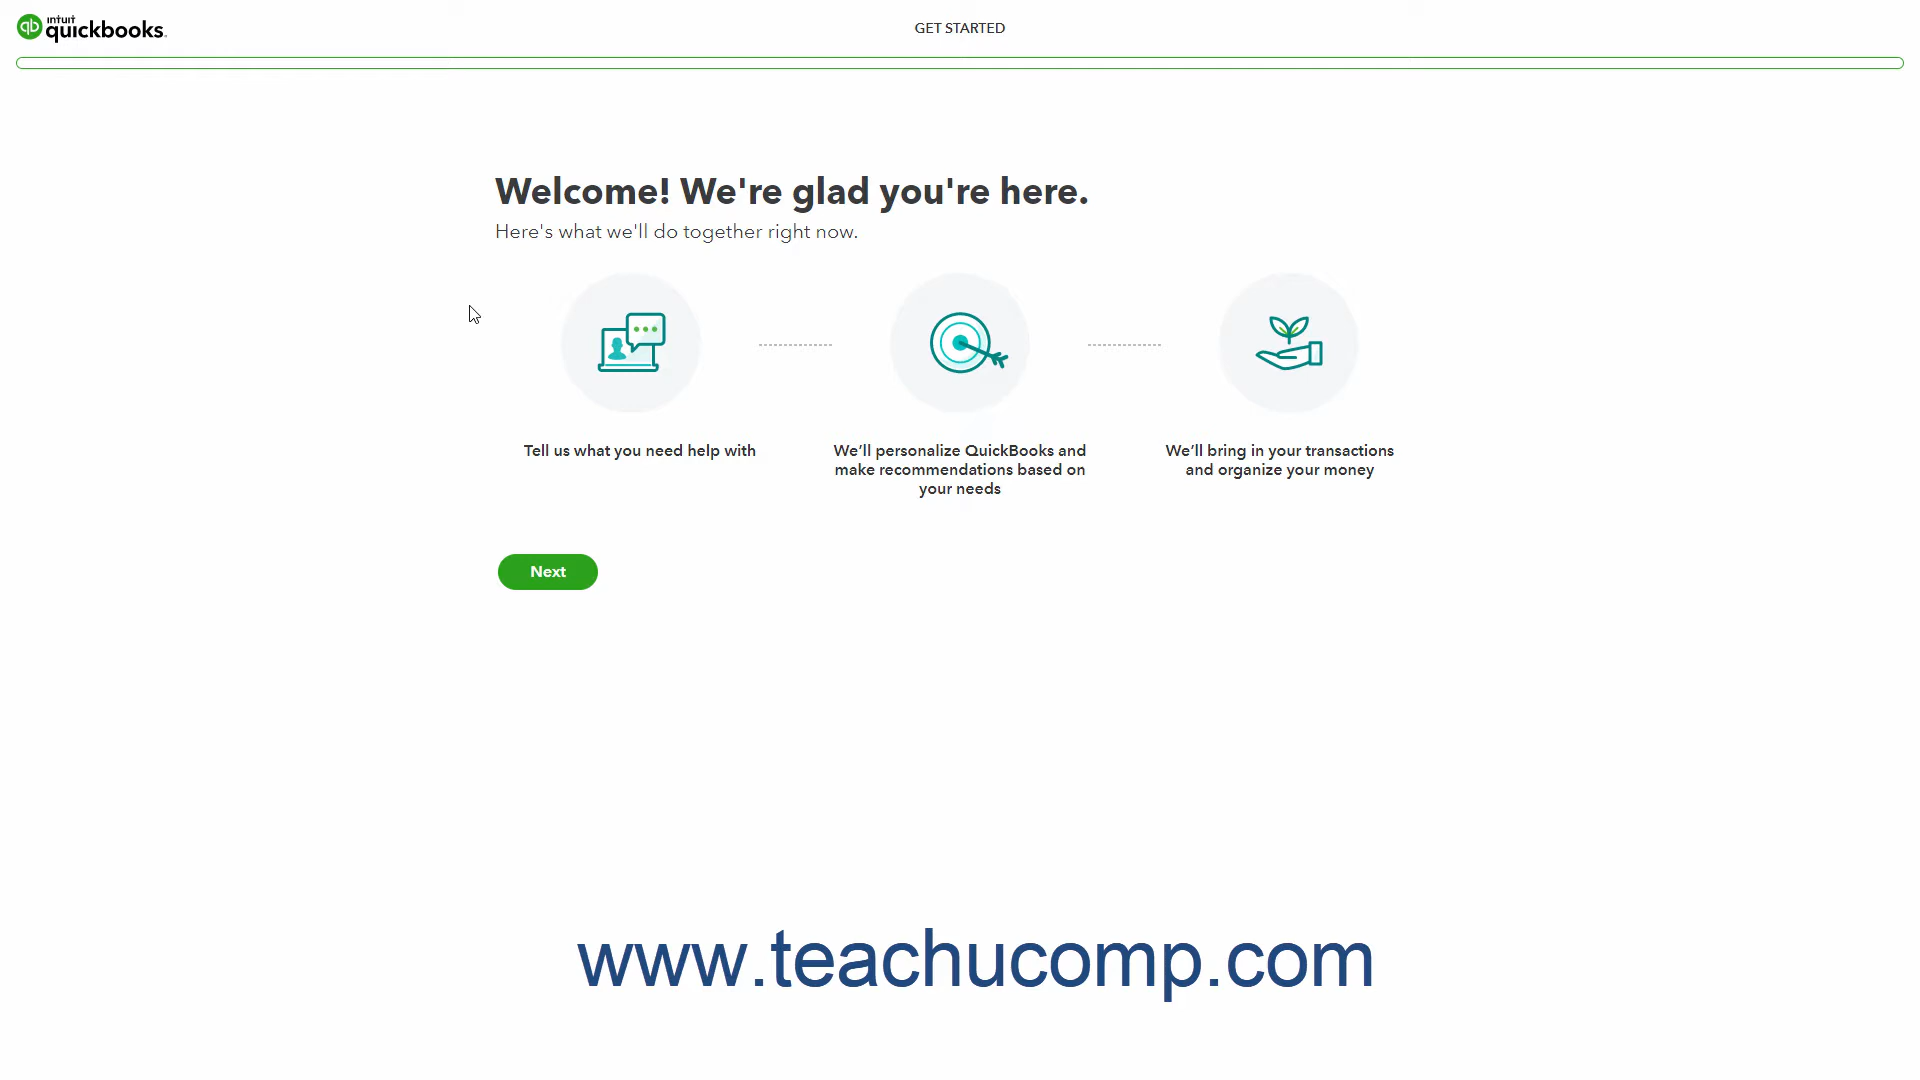 intuit
quickbooks.
GET STARTED
Welcome! We're glad you're here.
Here's what we'll do together right now.
Tell us what you need help with
We’ll personalize QuickBooks and
make recommendations based on
your needs
We’ll bring in your transactions
and organize your money
Next
www.teachucomp.com